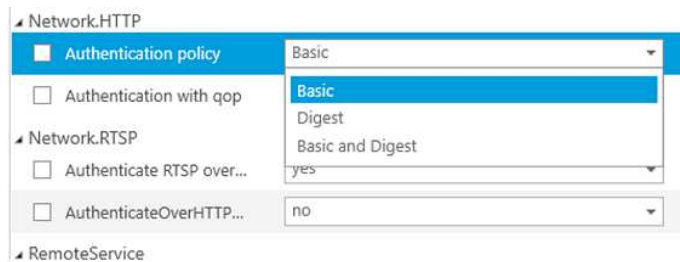 Network.HTTP
Authentication policy Basic
Basic
Authentication with qop
Digest
Network.RTSP
Basic and Digest
Authenticate RTSP over... yes
AuthenticateOverHTTP... no
RemoteService